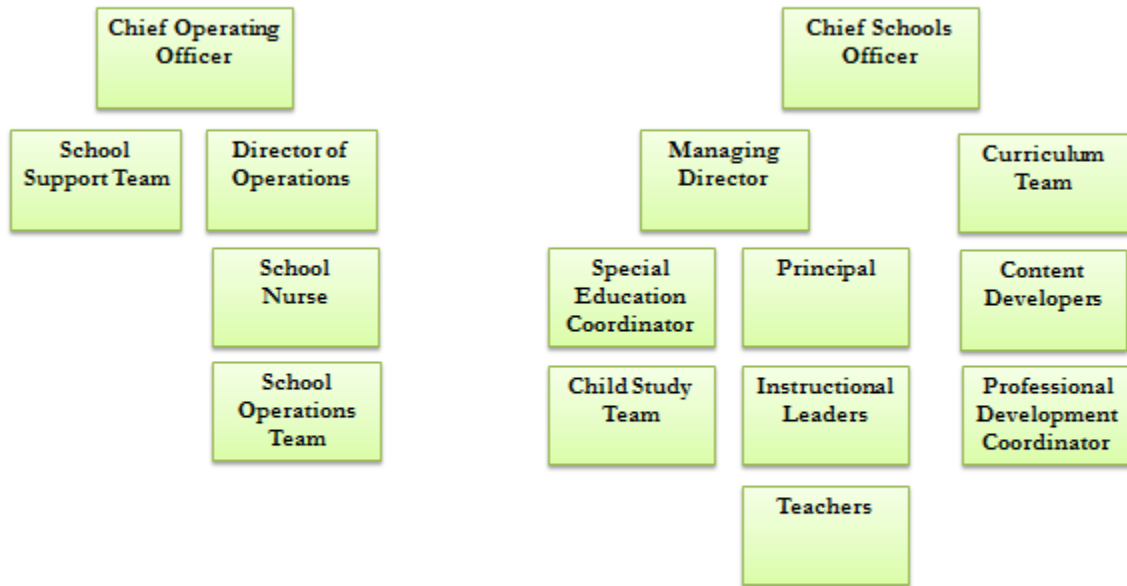 Chief Operating
Officer
Chief Schools
Officer
School
Support Team
Director of
Operations
Managing
Director
Curriculum
Team
School
Nurse
Special
Education
Coordinator
Principal
Content
Developers
School
Operations
Team
Child Study
Team
Instructional
Leaders
Professional
Development
Coordinator
Teachers